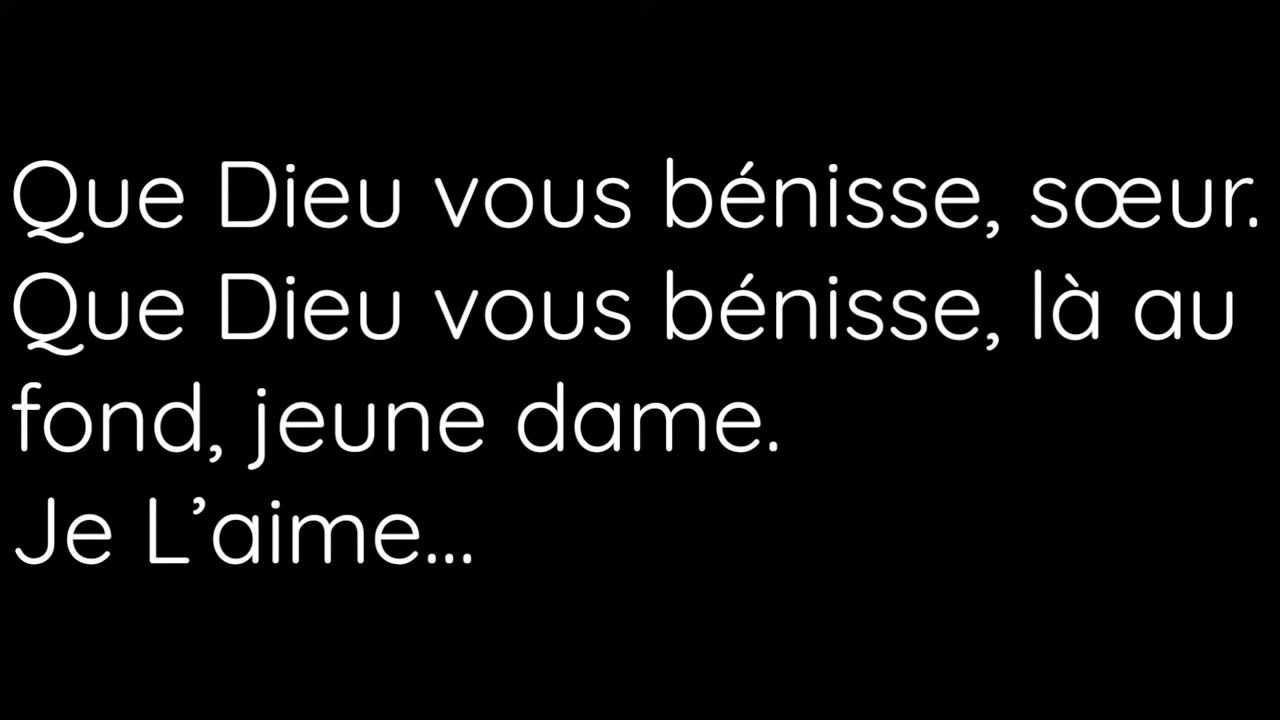 Que Dieu vous bénisse, sœur.
Que Dieu vous bénisse, là au
fond, jeune dame.
Je L’aime...